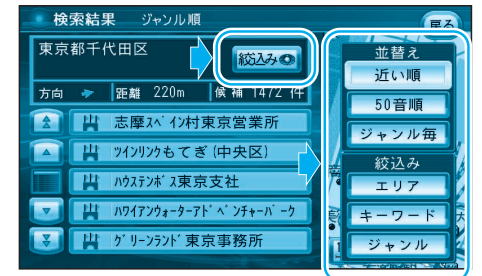 検索結果 ジャンル順
戻る
東京都千代田区
絞込み
方向 距離 220m 候補 1472 件
志摩ｽﾍﾟｲﾝ村東京営業所
ﾂｲﾝﾘﾝｸもてぎ(中央区)
ﾊｳｽﾃﾝﾎﾞｽ東京支社
ﾊﾜｲｱﾝｳｫｰﾀｰｱﾄﾞﾍﾞﾝﾁｬｰﾊﾟｰｸ
ｸﾞﾘｰﾝﾗﾝﾄﾞ東京事務所
並替え
近い順
50音順
ジャンル毎
絞込み
エリア
キーワード
ジャンル